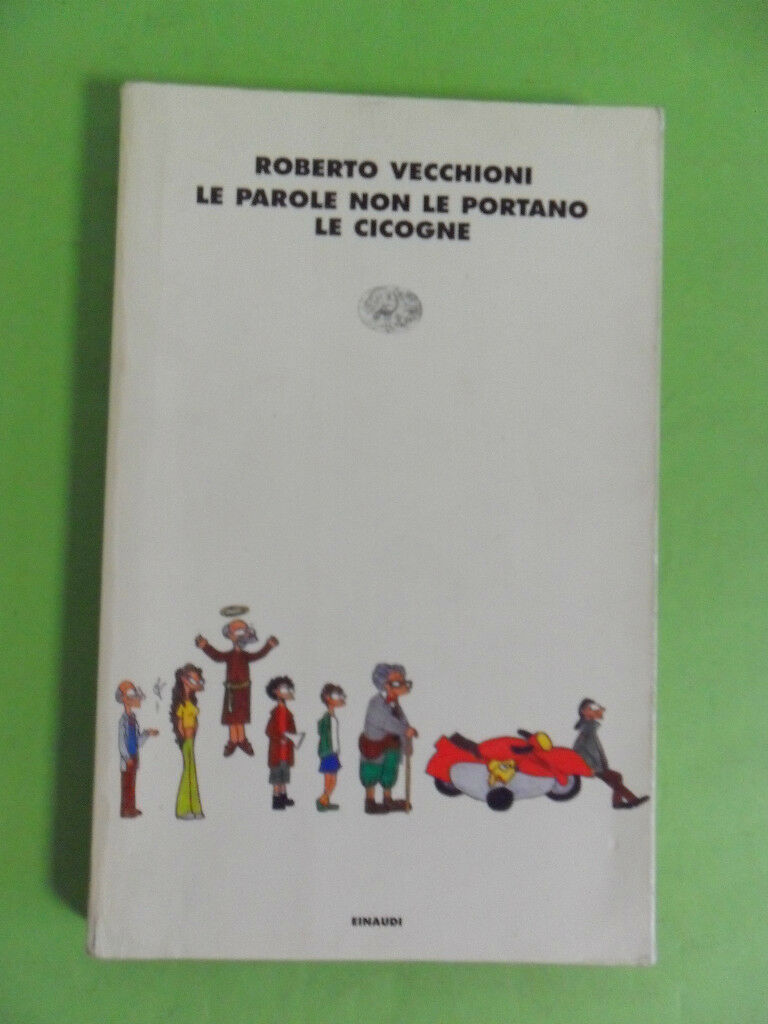 ROBERTO VECCHIONI
LE PAROLE NON LE PORTANO
LE CICOGNE
EINAUDI